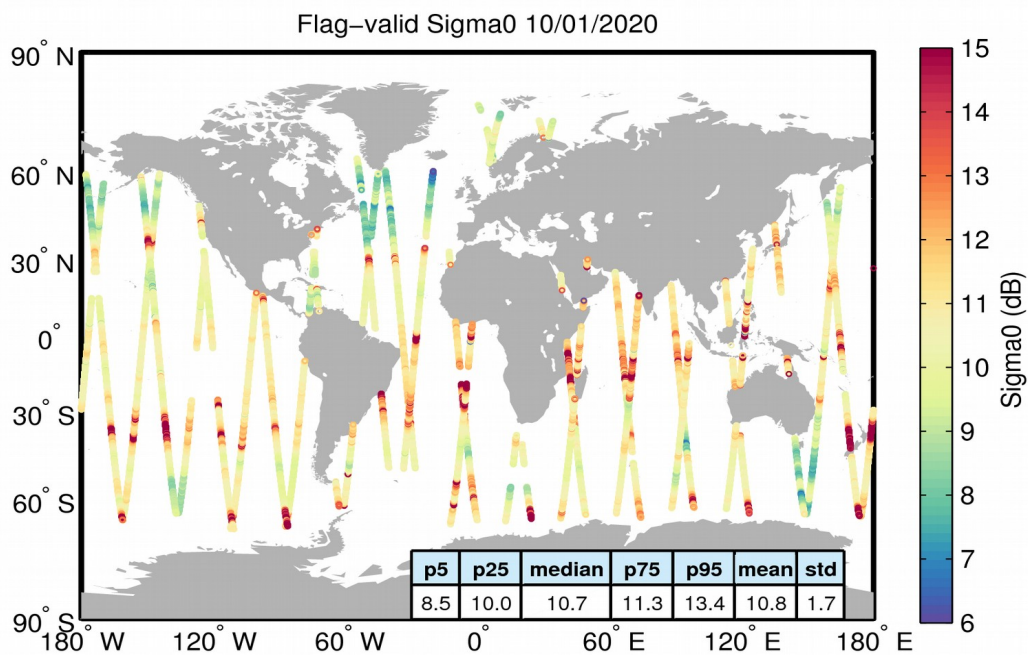 Flag−valid Sigma0 10/01/2020
90° N
60° N
30° N
0°
30° S
60° S
90° S
180° W
120° W
60° W
0°
60° E
120° E
180° E
15
14
13
12
11
10
9
8
7
6
Sigma0 (dB)
p5 p25 median p75 p95 mean std
8.5 10.0 10.7 11.3 13.4 10.8 1.7